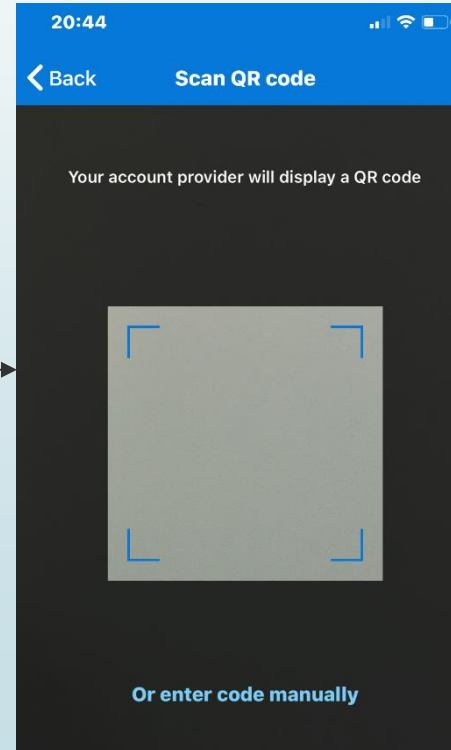 20:44
Back
Scan QR code
Your account provider will display a QR code
Or enter code manually